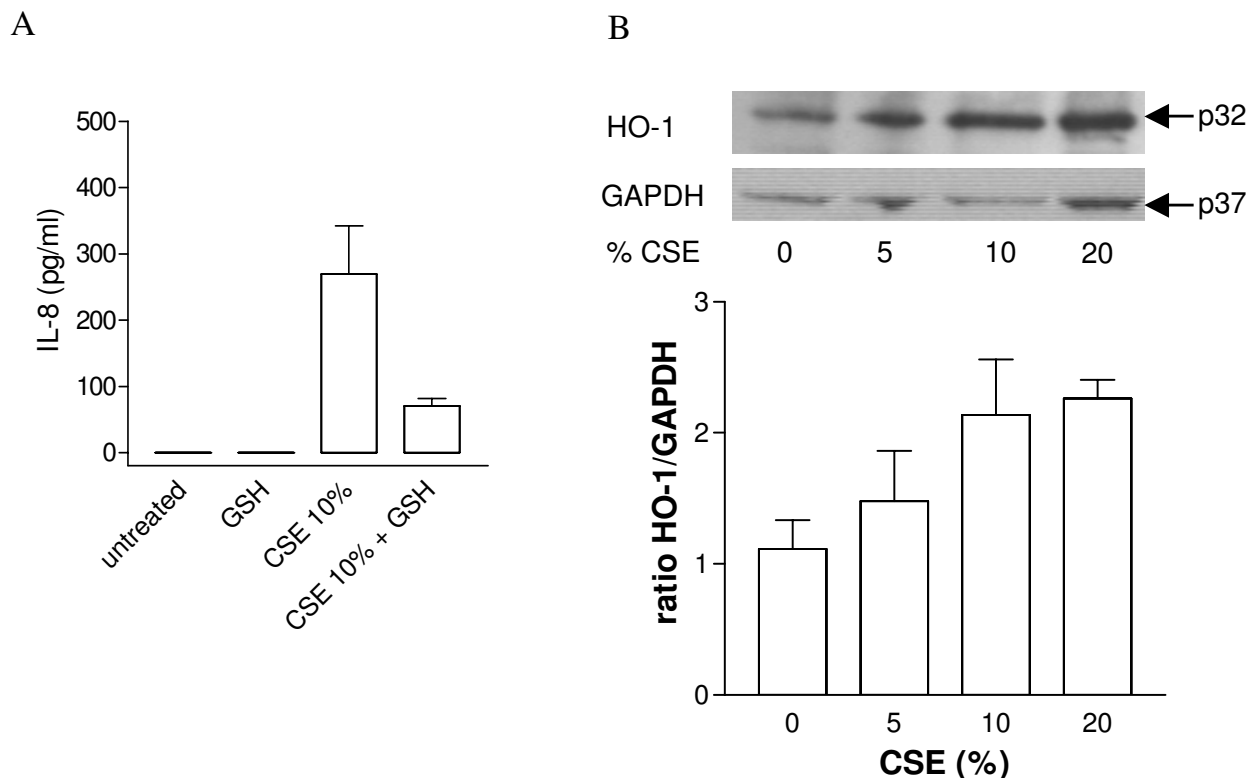 A
500
400
300
200
100
0
IL-8 (pg/ml)
untreated
GSH
CSE 10%
CSE 10% + GSH
B
HO-1
p32
GAPDH
p37
% CSE 0 5 10 20
3
2
1
0
ratio HO-1/GAPDH
0 5 10 20
CSE (%)